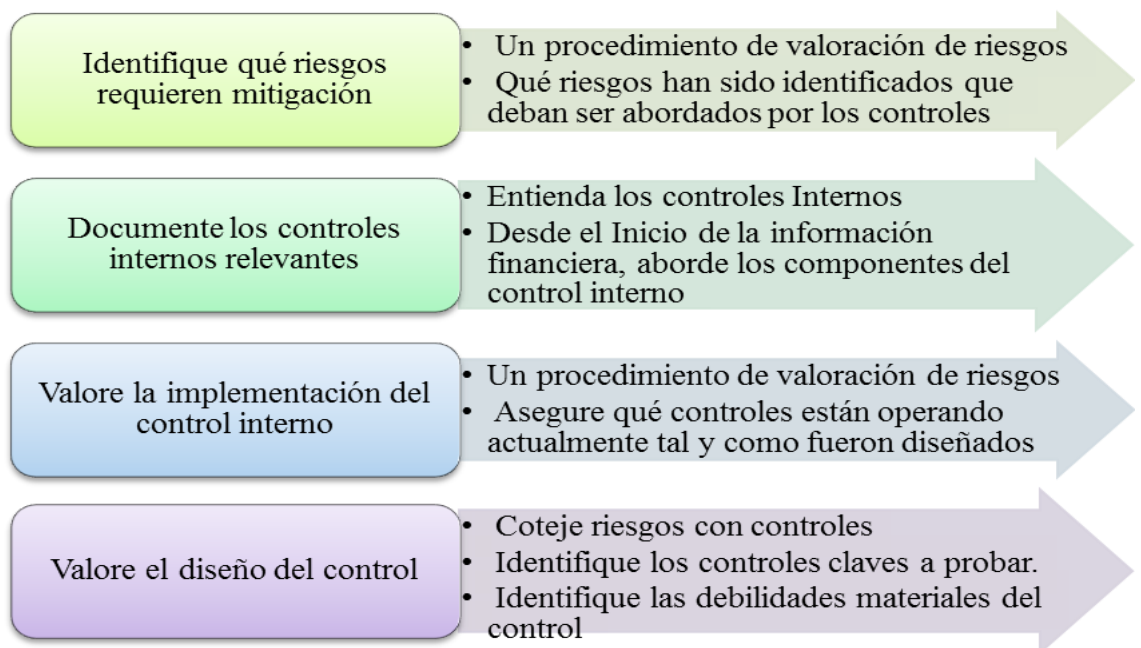 Identifique qué riesgos
requieren mitigación
• Un procedimiento de valoración de riesgos
• Qué riesgos han sido identificados que
deban ser abordados por los controles
Documente los controles
internos relevantes
• Entienda los controles Internos
• Desde el Inicio de la información
financiera, aborde los componentes del
control interno
Valore la implementación del
control interno
• Un procedimiento de valoración de riesgos
• Asegure qué controles están operando
actualmente tal y como fueron diseñados
Valore el diseño del control
• Coteje riesgos con controles
• Identifique los controles claves a probar.
• Identifique las debilidades materiales del
control